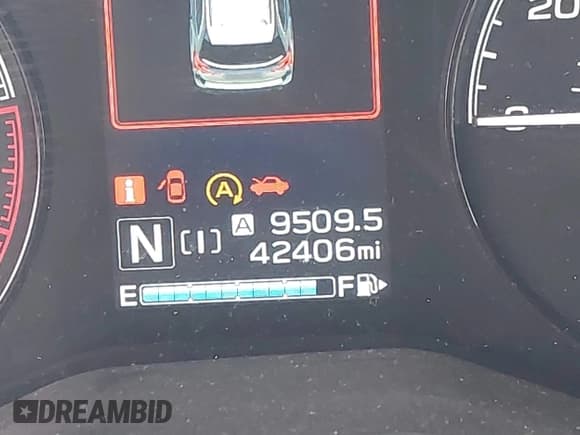 20
0
i
A
N [I] A 9509.5
42406mi
E F
DREAMBID